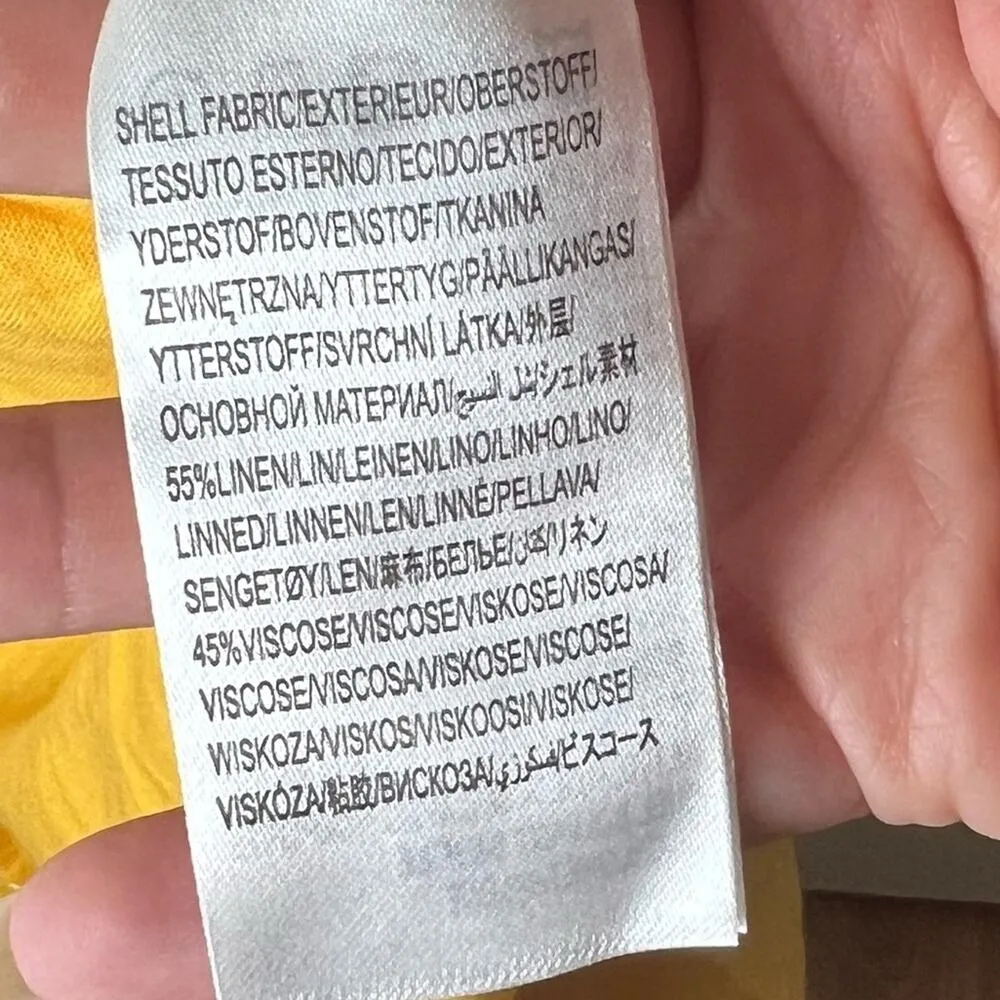 SHELL FABRIC/EXTERIEUR/OBERSTOFF/
TESSUTO ESTERNO/TECIDO/EXTERIOR/
YDERSTOF/BOVENSTOF/TKANINA
ZEWNĘTRZNA/YTTERTYG/PÄÄLLIKANGAS/
YTTERSTOFF/SVRCHNÍ LÁTKA/外层/
ОСНОВНОЙ МАТЕРИАЛ/シェル素材
55%LINEN/LIN/LEINEN/LINO/LINHO/LINO/
LINNED/LINNEN/LEN/LINNE/PELLAVA/
SENGETØY/LEN/麻布/БЕЛЬЕ/リネン
45%VISCOSE/VISCOSE/VISKOSE/VISCOSA/
VISCOSE/VISCOSA/VISKOSE/VISCOSE/
WISKOZA/VISKOS/VISKOOSI/VISKOSE/
VISKÓZA/粘胶/ВИСКОЗА/ビスコース